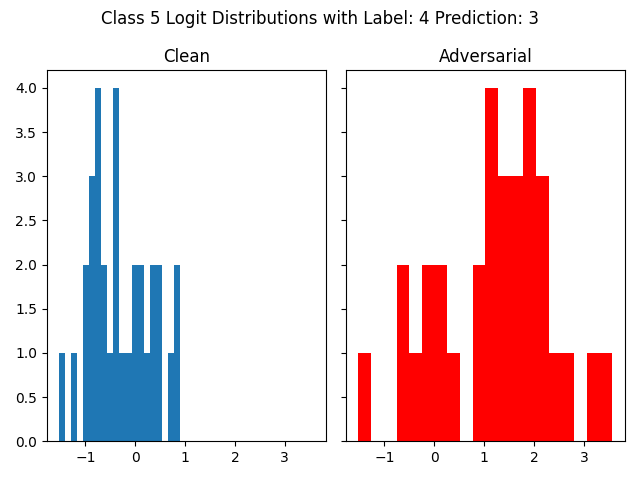 Class 5 Logit Distributions with Label: 4 Prediction: 3
Clean
Adversarial
4.0
3.5
3.0
2.5
2.0
1.5
1.0
0.5
0.0
−1 0 1 2 3
−1 0 1 2 3